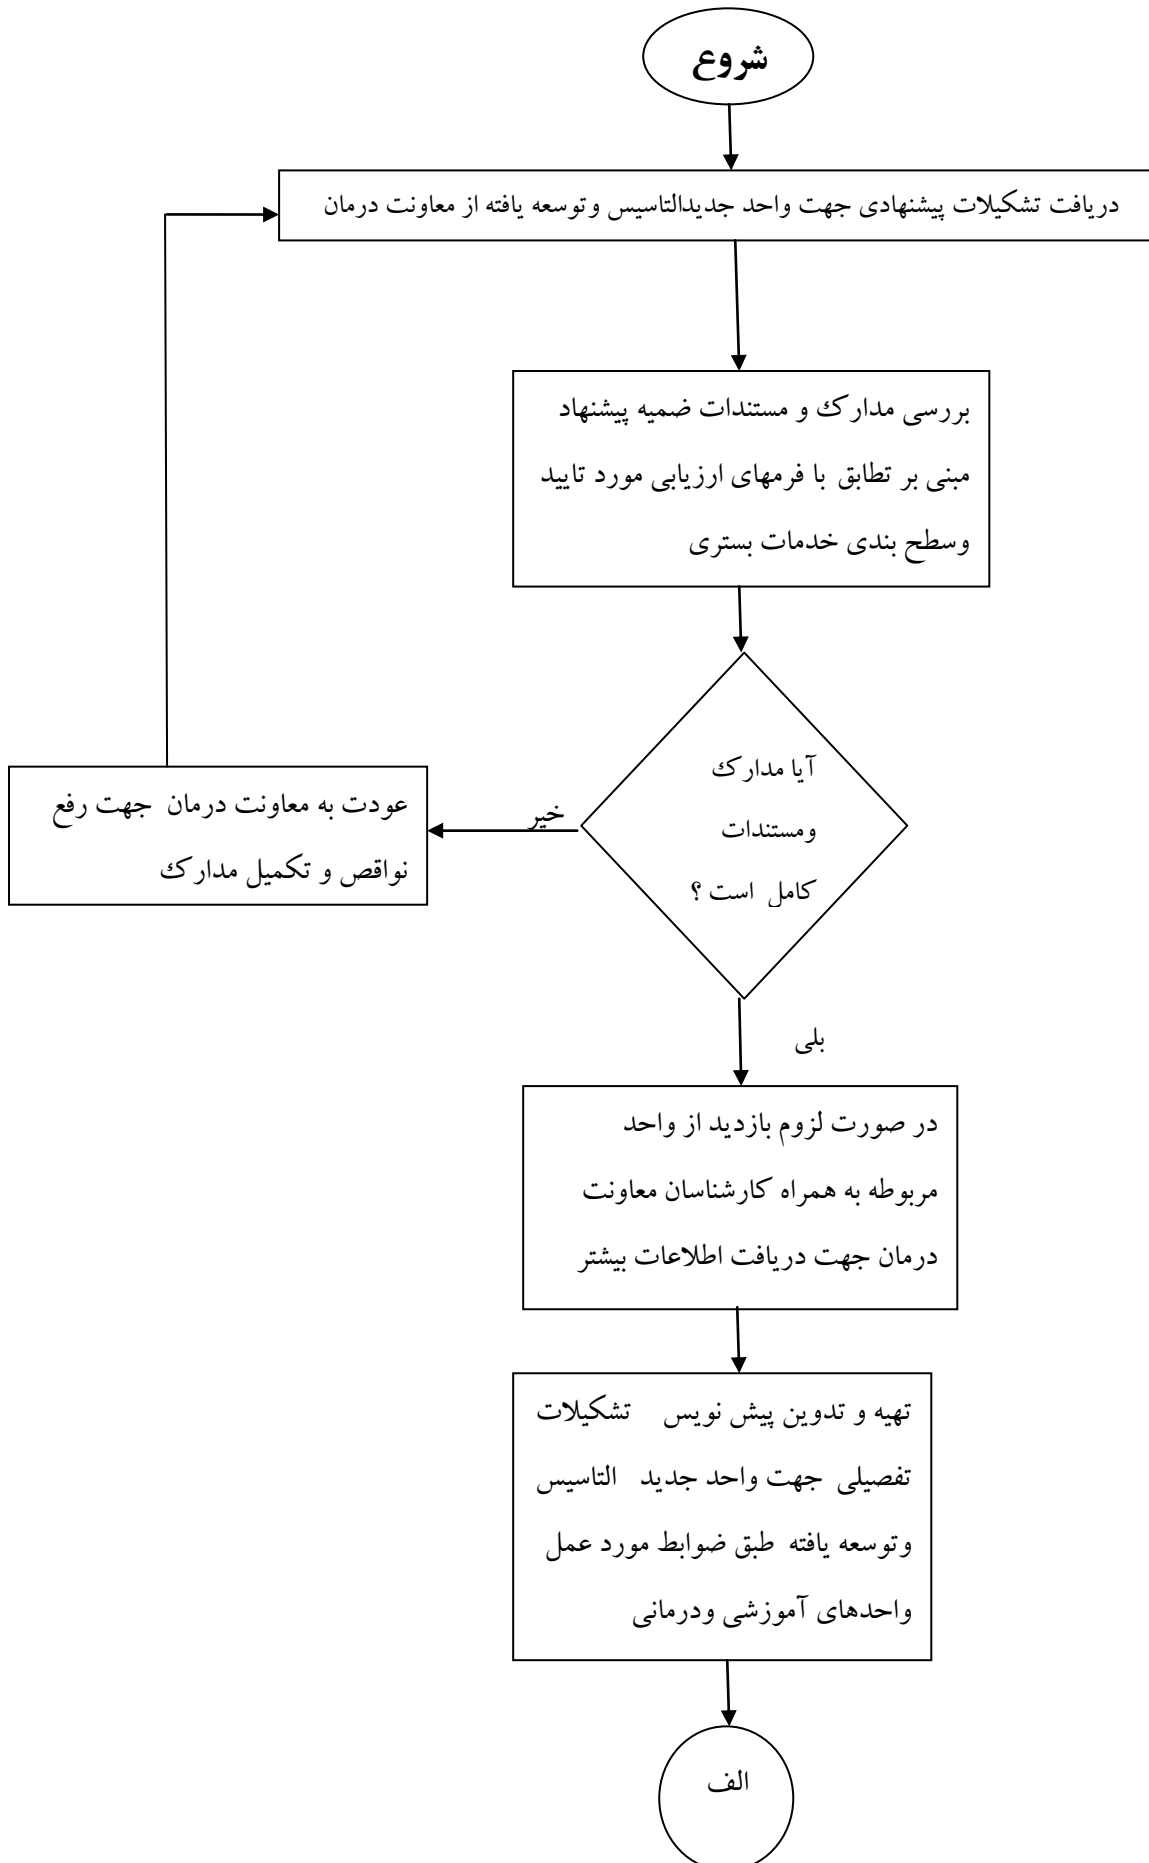 شروع
دریافت تشکیلات پیشنهادی جهت واحد جدیدالتاسیس وتوسعه یافته از معاونت درمان
بررسی مدارک و مستندات ضمیه پیشنهاد
مبنی بر تطابق با فرمهای ارزیابی مورد تایید
وسطح بندی خدمات بستری
آیا مدارک
ومستندات
کامل است ؟
خیر
عودت به معاونت درمان جهت رفع
نواقص و تکمیل مدارک
بلی
در صورت لزوم بازدید از واحد
مربوطه به همراه کارشناسان معاونت
درمان جهت دریافت اطلاعات بیشتر
تهیه و تدوین پیش نویس تشکیلات
تفصیلی جهت واحد جدید التاسیس
وتوسعه یافته طبق ضوابط مورد عمل
واحدهای آموزشی ودرمانی
الف